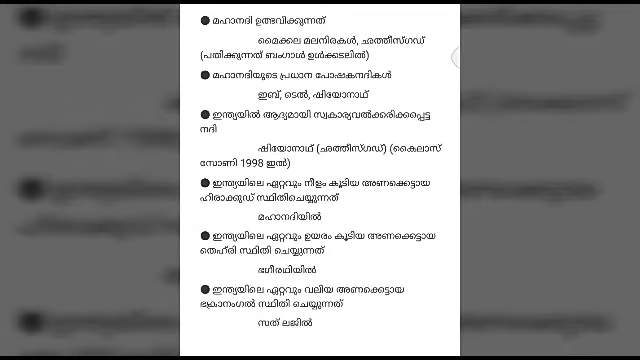 ● മഹാനദി ഉത്ഭവിക്കുന്നത്
മൈക്കല മലനിരകൾ, ഛത്തീസ്ഗഡ്
(പതിക്കുന്നത് ബംഗാൾ ഉൾക്കടലിൽ)
● മഹാനദിയുടെ പ്രധാന പോഷകനദികൾ
ഇബ്, ടെൽ, ഷിയോനാഥ്
● ഇന്ത്യയിൽ ആദ്യമായി സ്വകാര്യവൽക്കരിക്കപ്പെട്ട
നദി
ഷിയോനാഥ് (ഛത്തീസ്ഗഡ്) (കൈലാസ്
സോണി 1998 ഇൽ)
● ഇന്ത്യയിലെ ഏറ്റവും നീളം കൂടിയ അണക്കെട്ടായ
ഹിരാക്കുഡ് സ്ഥിതിചെയ്യുന്നത്
മഹാനദിയിൽ
● ഇന്ത്യയിലെ ഏറ്റവും ഉയരം കൂടിയ അണക്കെട്ടായ
തെഹ്‌രി സ്ഥിതി ചെയ്യുന്നത്
ഭഗീരഥിയിൽ
● ഇന്ത്യയിലെ ഏറ്റവും വലിയ അണക്കെട്ടായ
ഭക്രാനംഗൽ സ്ഥിതി ചെയ്യുന്നത്
സത് ലജിൽ